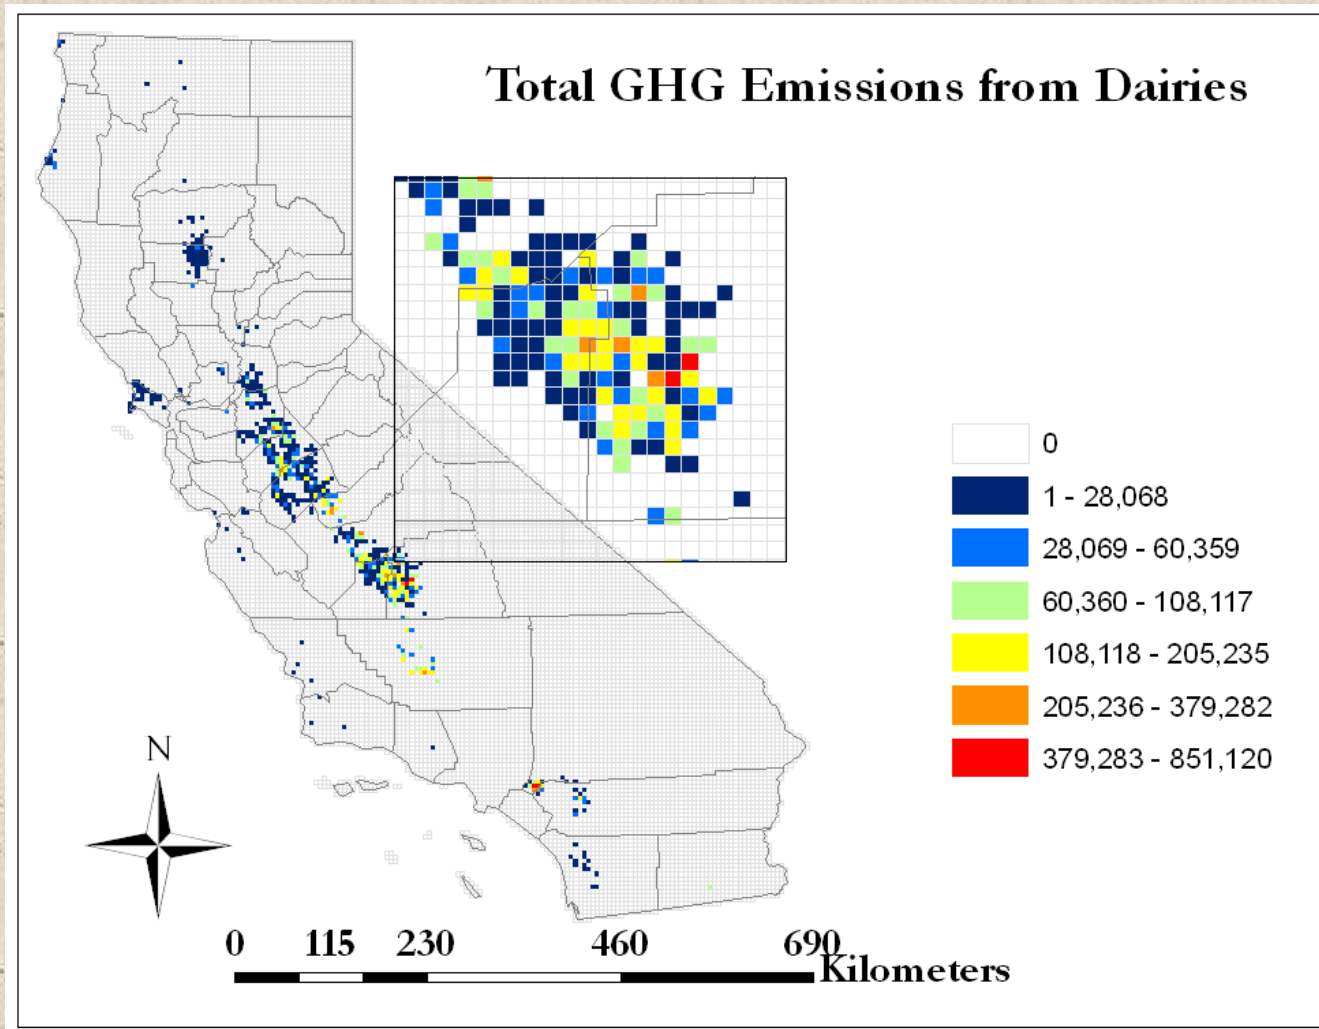 Total GHG Emissions from Dairies
0
1 - 28,068
28,069 - 60,359
60,360 - 108,117
108,118 - 205,235
205,236 - 379,282
379,283 - 851,120
N
0 115 230 460 690
Kilometers